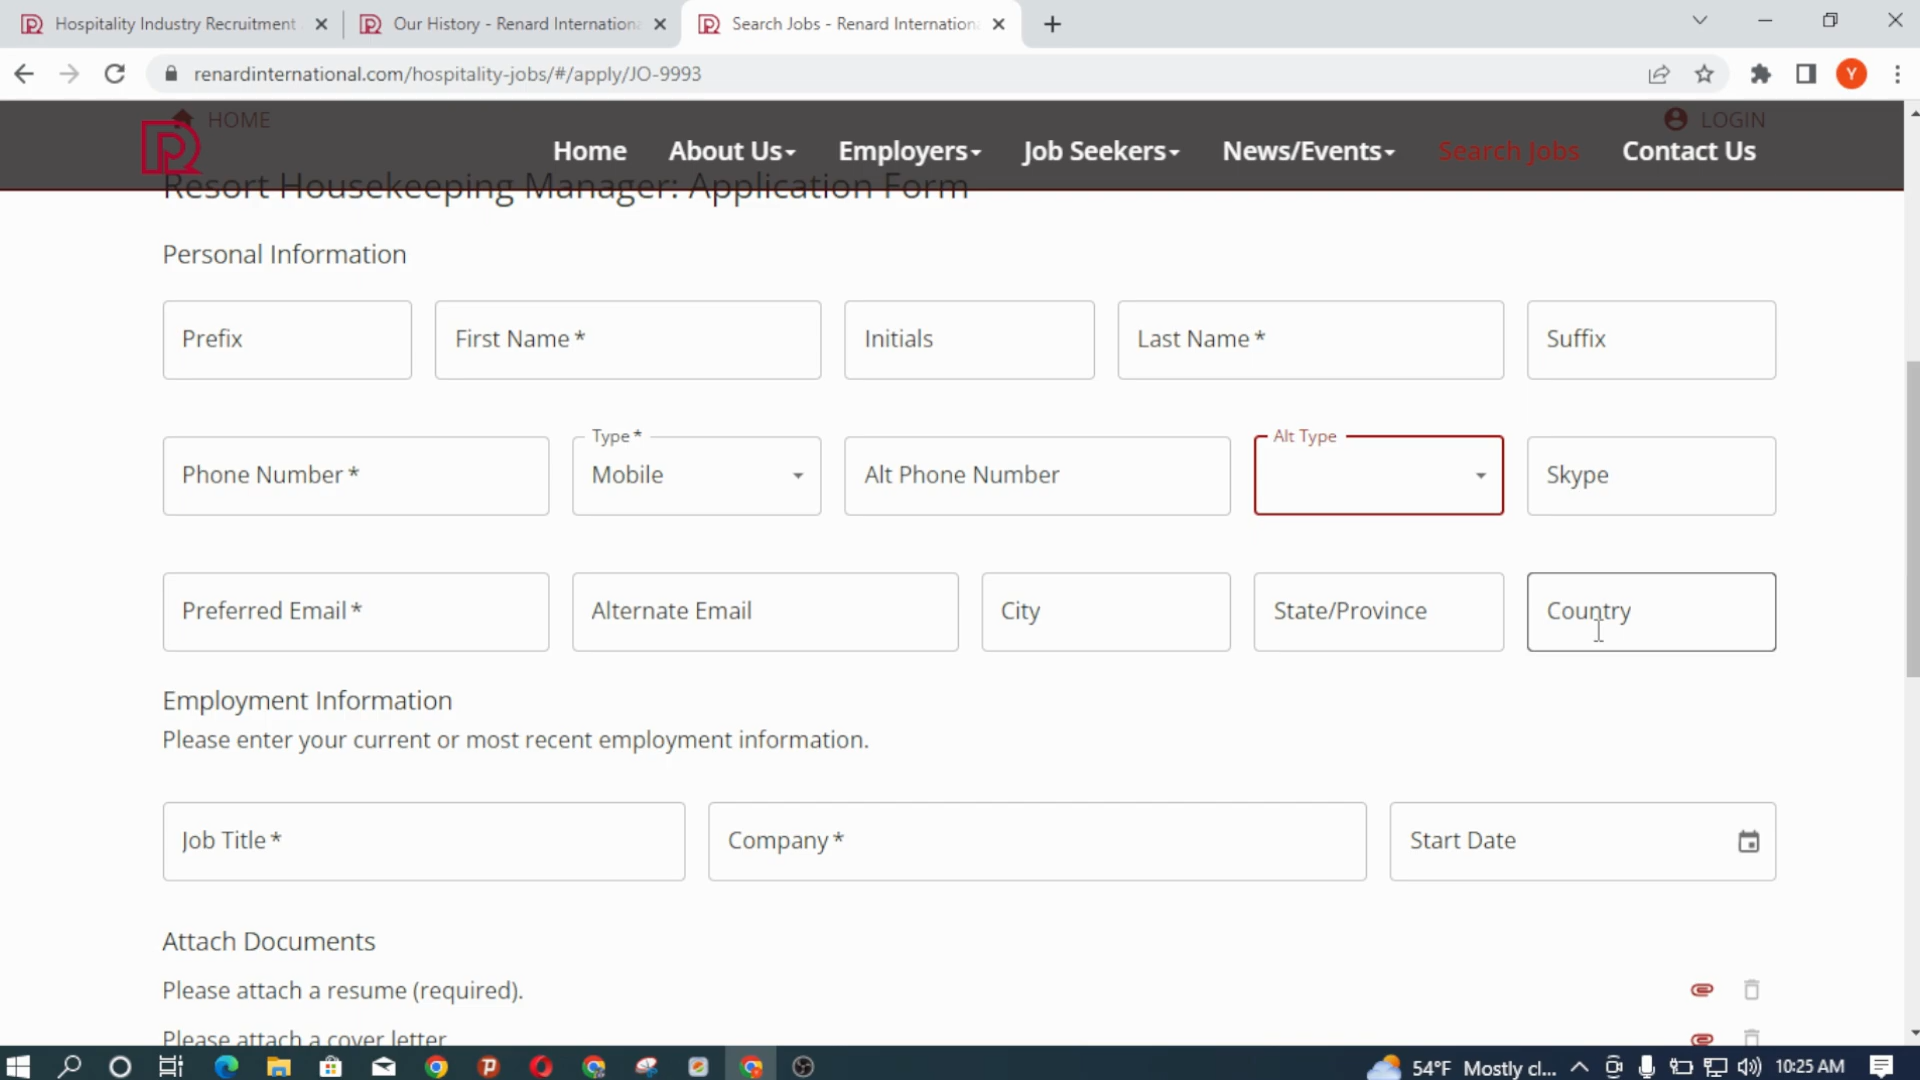 Hospitality Industry Recruitment
Our History - Renard Internation
Search Jobs - Renard Internation
renardinternational.com/hospitality-jobs/#/apply/JO-9993
Y
HOME
LOGIN
Home
About Us
Employers
Job Seekers
News/Events
Search Jobs
Contact Us
Resort Housekeeping Manager: Application Form
Personal Information
Prefix
First Name *
Initials
Last Name *
Suffix
Type *
Alt Type
Phone Number *
Mobile
Alt Phone Number
Skype
Preferred Email *
Alternate Email
City
State/Province
Country
Employment Information
Please enter your current or most recent employment information.
Job Title *
Company *
Start Date
Attach Documents
Please attach a resume (required).
Please attach a cover letter
54°F Mostly cl...
10:25 AM